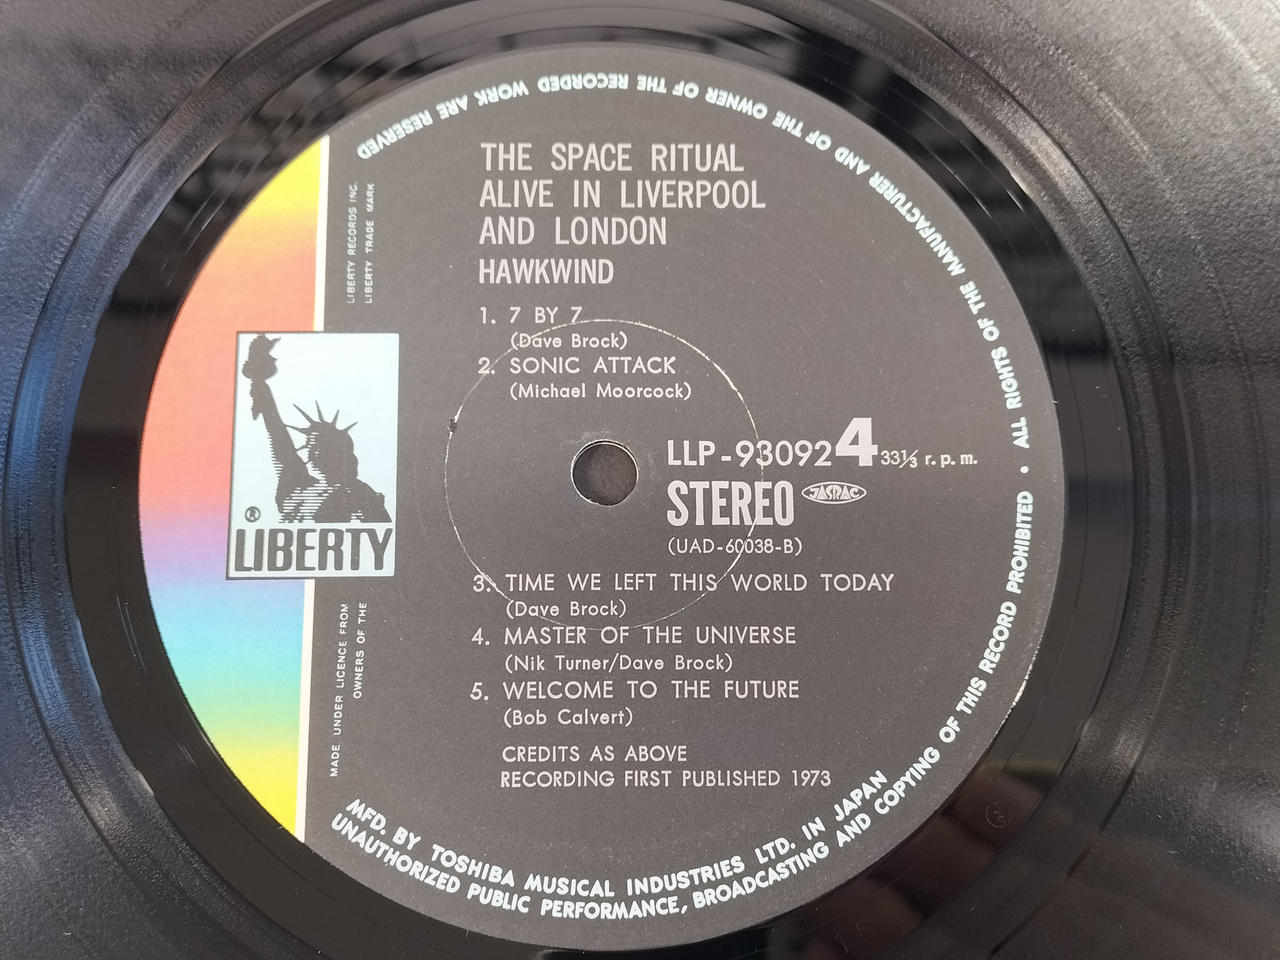 THE SPACE RITUAL
ALIVE IN LIVERPOOL
AND LONDON
HAWKWIND
1. 7 BY 7
(Dave Brock)
2. SONIC ATTACK
(Michael Moorcock)
LLP-93092 4 33⅓ r.p.m.
STEREO JASRAC
(UAD-60038-B)
3. TIME WE LEFT THIS WORLD TODAY
(Dave Brock)
4. MASTER OF THE UNIVERSE
(Nik Turner/Dave Brock)
5. WELCOME TO THE FUTURE
(Bob Calvert)
CREDITS AS ABOVE
RECORDING FIRST PUBLISHED 1973
® LIBERTY
LIBERTY RECORDS INC.
LIBERTY TRADE MARK
MADE UNDER LICENCE FROM
OWNERS OF THE
MFD. BY TOSHIBA MUSICAL INDUSTRIES LTD. IN JAPAN
UNAUTHORIZED PUBLIC PERFORMANCE, BROADCASTING AND COPYING OF THIS RECORD PROHIBITED • ALL RIGHTS OF THE MANUFACTURER AND OF THE OWNER OF THE RECORDED WORK ARE RESERVED